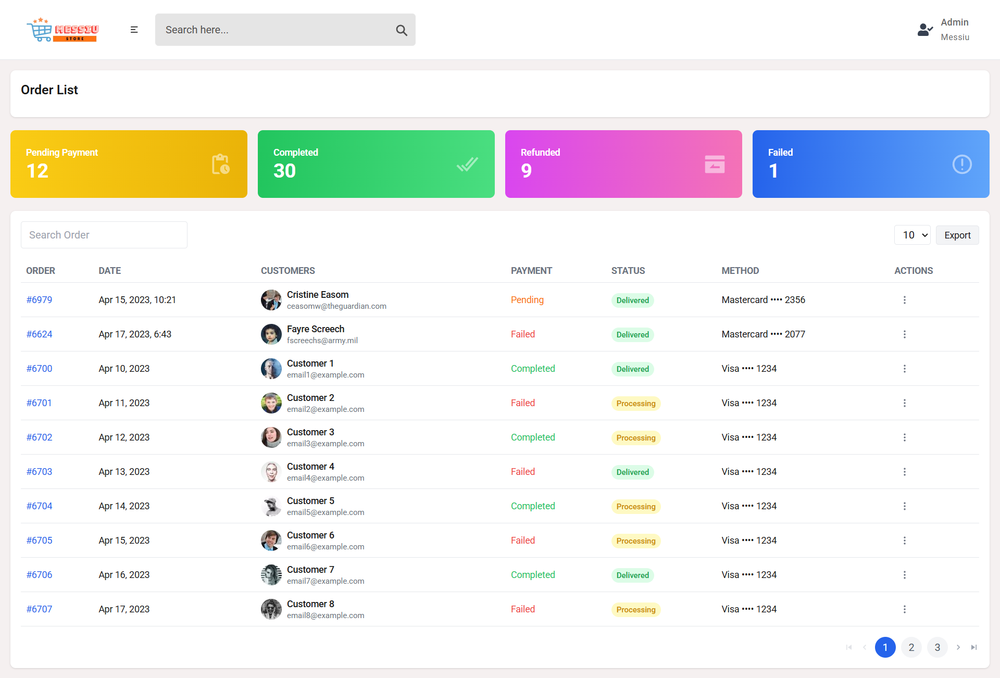 MESSIU
STORE
Search here...
Admin
Messiu
Order List
Pending Payment
12
Completed
30
Refunded
9
Failed
1
Search Order
10
Export
ORDER DATE CUSTOMERS PAYMENT STATUS METHOD ACTIONS
#6979 Apr 15, 2023, 10:21 Cristine Easom Pending Delivered Mastercard •••• 2356
ceasomw@theguardian.com
#6624 Apr 17, 2023, 6:43 Fayre Screech Failed Delivered Mastercard •••• 2077
fscreechs@army.mil
#6700 Apr 10, 2023 Customer 1 Completed Delivered Visa •••• 1234
email1@example.com
#6701 Apr 11, 2023 Customer 2 Failed Processing Visa •••• 1234
email2@example.com
#6702 Apr 12, 2023 Customer 3 Completed Processing Visa •••• 1234
email3@example.com
#6703 Apr 13, 2023 Customer 4 Failed Delivered Visa •••• 1234
email4@example.com
#6704 Apr 14, 2023 Customer 5 Completed Processing Visa •••• 1234
email5@example.com
#6705 Apr 15, 2023 Customer 6 Failed Processing Visa •••• 1234
email6@example.com
#6706 Apr 16, 2023 Customer 7 Completed Delivered Visa •••• 1234
email7@example.com
#6707 Apr 17, 2023 Customer 8 Failed Processing Visa •••• 1234
email8@example.com
1 2 3